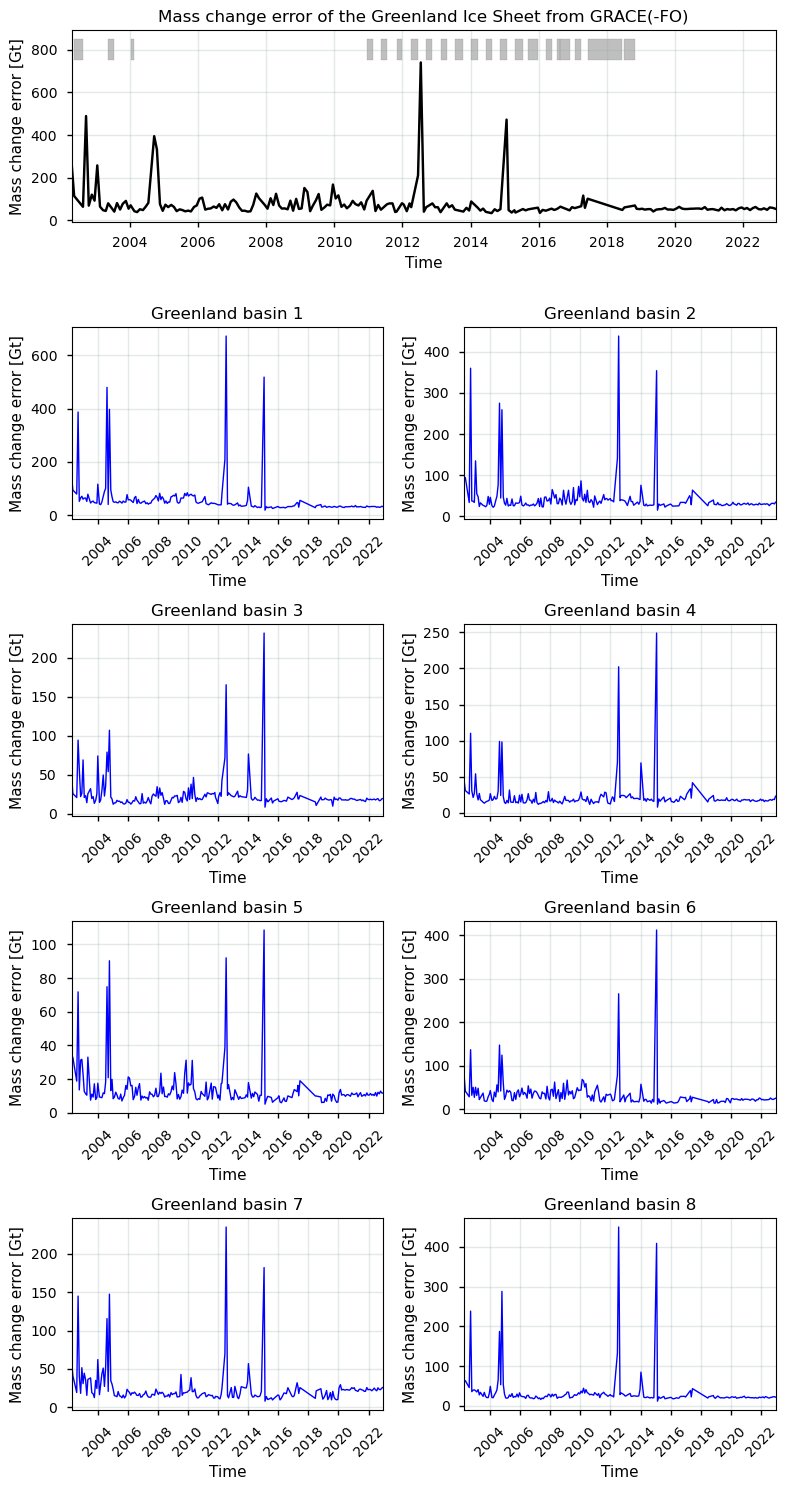 Mass change error of the Greenland Ice Sheet from GRACE(-FO)
Mass change error [Gt]
800
600
400
200
0
2004 2006 2008 2010 2012 2014 2016 2018 2020 2022
Time
Greenland basin 1
Mass change error [Gt]
600
400
200
0
2004 2006 2008 2010 2012 2014 2016 2018 2020 2022
Time
Greenland basin 2
Mass change error [Gt]
400
300
200
100
0
2004 2006 2008 2010 2012 2014 2016 2018 2020 2022
Time
Greenland basin 3
Mass change error [Gt]
200
150
100
50
0
2004 2006 2008 2010 2012 2014 2016 2018 2020 2022
Time
Greenland basin 4
Mass change error [Gt]
250
200
150
100
50
0
2004 2006 2008 2010 2012 2014 2016 2018 2020 2022
Time
Greenland basin 5
Mass change error [Gt]
100
80
60
40
20
0
2004 2006 2008 2010 2012 2014 2016 2018 2020 2022
Time
Greenland basin 6
Mass change error [Gt]
400
300
200
100
0
2004 2006 2008 2010 2012 2014 2016 2018 2020 2022
Time
Greenland basin 7
Mass change error [Gt]
200
150
100
50
0
2004 2006 2008 2010 2012 2014 2016 2018 2020 2022
Time
Greenland basin 8
Mass change error [Gt]
400
300
200
100
0
2004 2006 2008 2010 2012 2014 2016 2018 2020 2022
Time